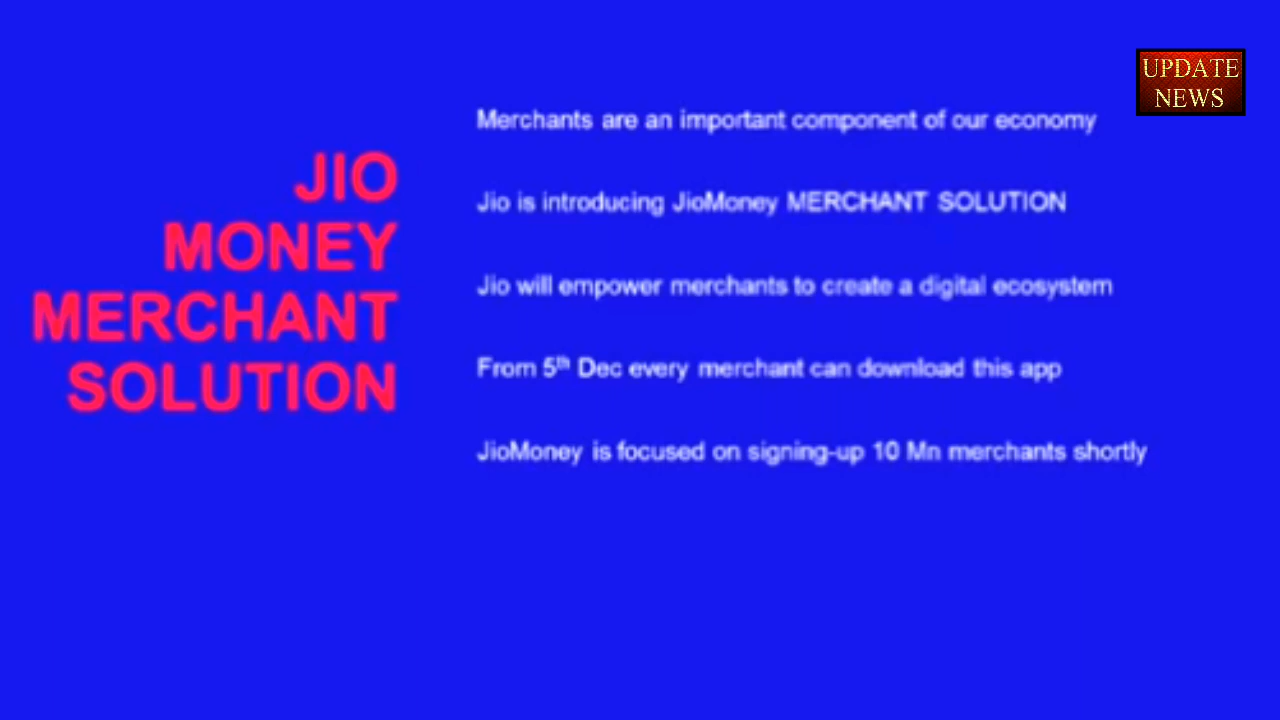 JIO
MONEY
MERCHANT
SOLUTION
Merchants are an important component of our economy
Jio is introducing JioMoney MERCHANT SOLUTION
Jio will empower merchants to create a digital ecosystem
From 5th Dec every merchant can download this app
JioMoney is focused on signing-up 10 Mn merchants shortly
UPDATE
NEWS